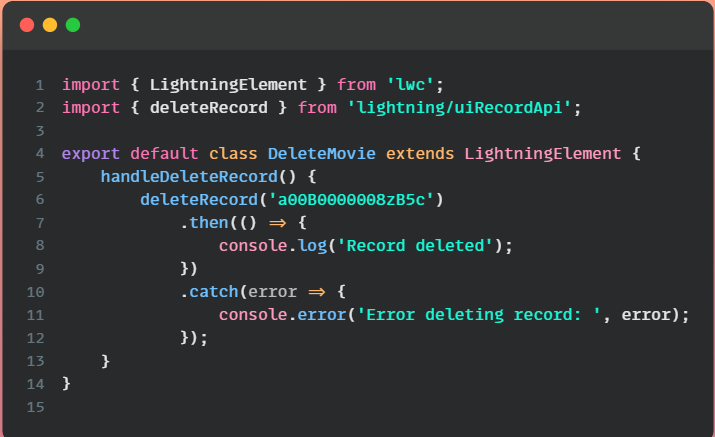 1 import { LightningElement } from 'lwc';
2 import { deleteRecord } from 'lightning/uiRecordApi';
3
4 export default class DeleteMovie extends LightningElement {
5     handleDeleteRecord() {
6         deleteRecord('a00B0000008zB5c')
7             .then(() => {
8                 console.log('Record deleted');
9             })
10             .catch(error => {
11                 console.error('Error deleting record: ', error);
12             });
13     }
14 }
15